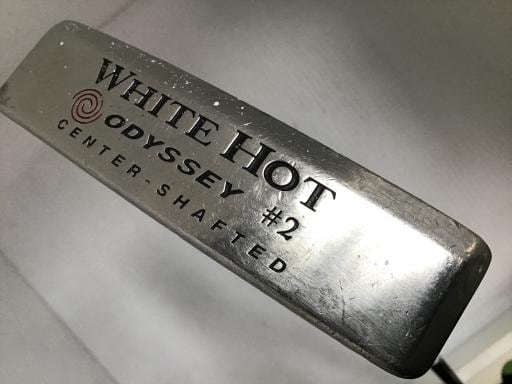 WHITE HOT
ODYSSEY #2
CENTER-SHAFTED